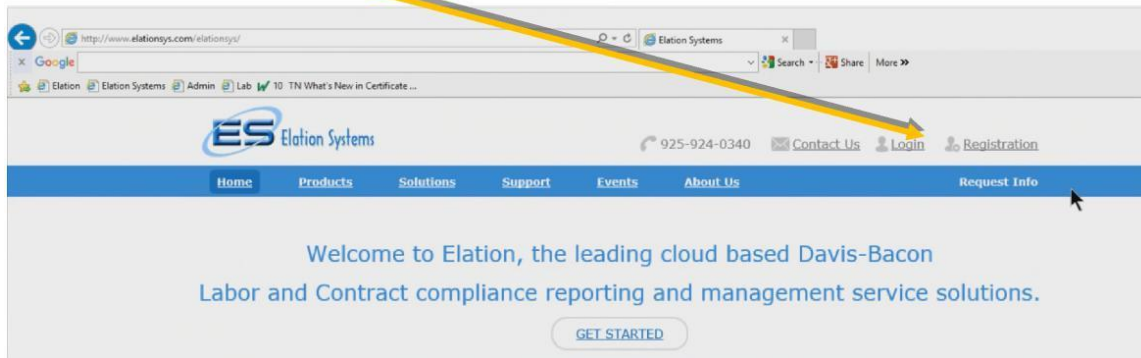 http://www.elationsys.com/elationsys/ Elation Systems
x Google Search Share More »
Elation Elation Systems Admin Lab 10 TN What's New in Certificate ...
ES Elation Systems 925-924-0340 Contact Us Login Registration
Home Products Solutions Support Events About Us Request Info
Welcome to Elation, the leading cloud based Davis-Bacon
Labor and Contract compliance reporting and management service solutions.
GET STARTED